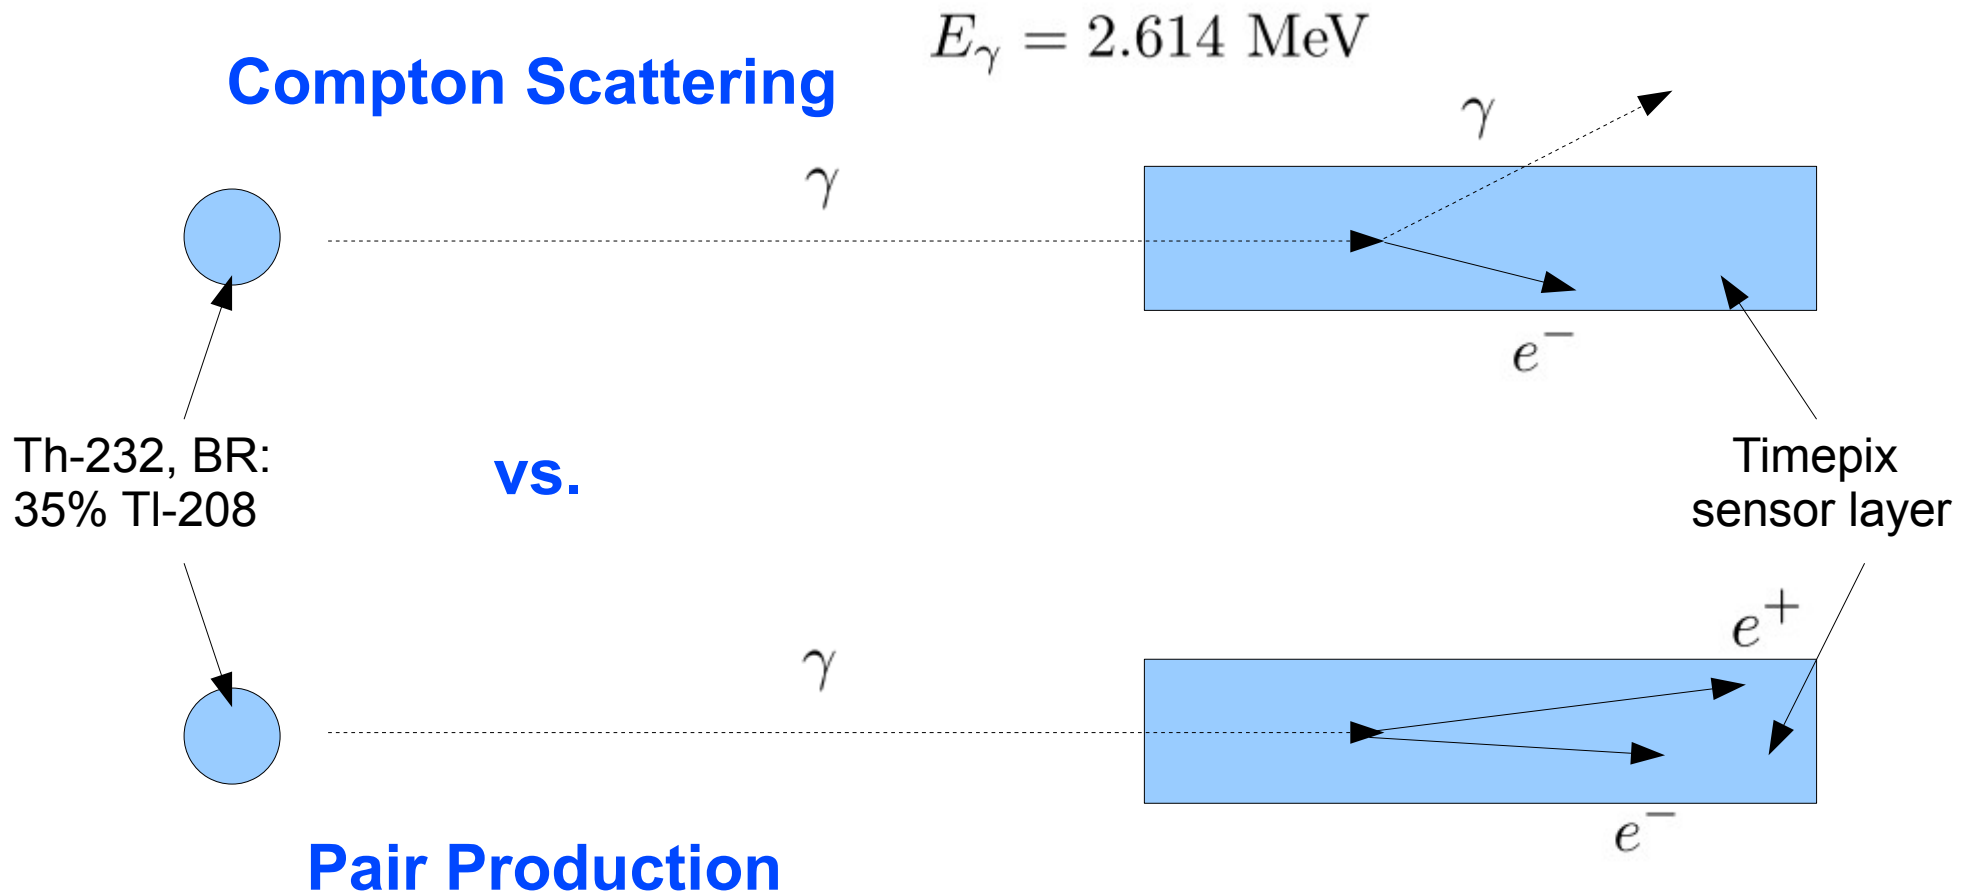 E_γ = 2.614 MeV
Compton Scattering
γ
γ
e⁻
Th-232, BR:
35% Tl-208
vs.
Timepix
sensor layer
e⁺
γ
e⁻
Pair Production